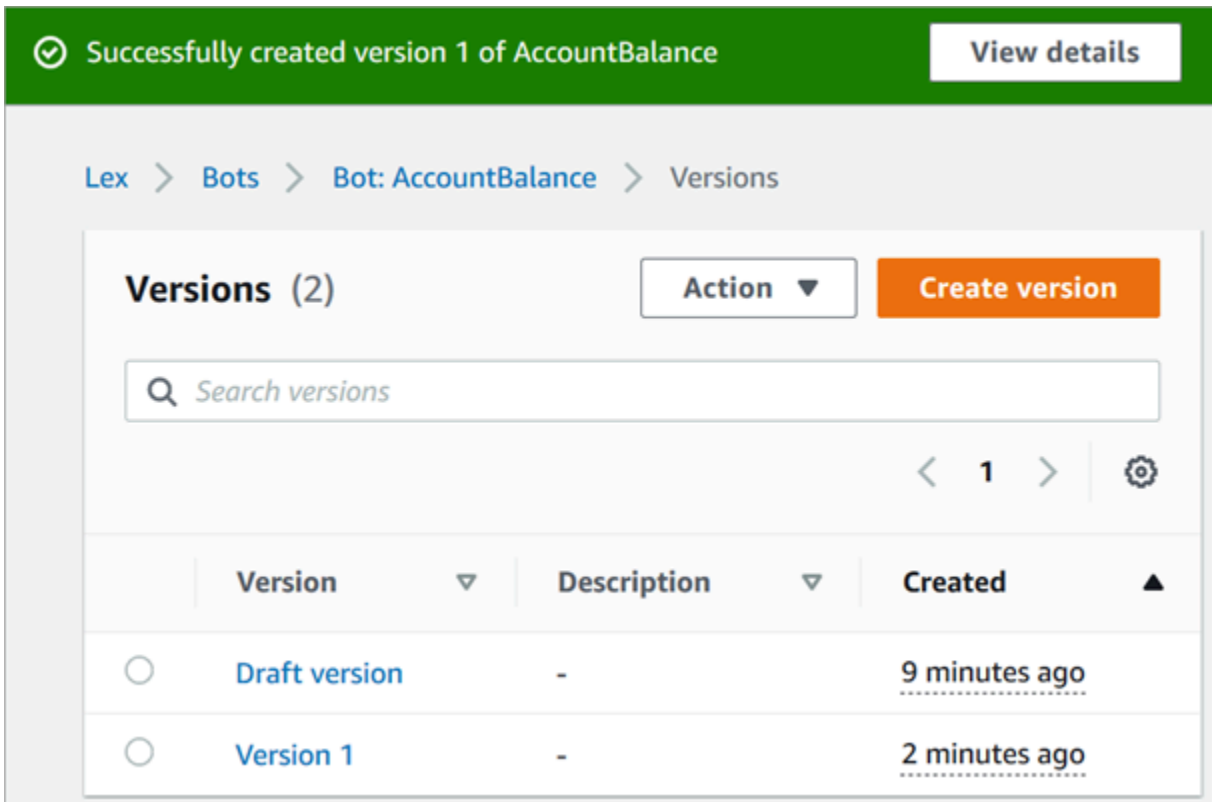 Successfully created version 1 of AccountBalance View details
Lex > Bots > Bot: AccountBalance > Versions
Versions (2) Action Create version
Search versions
< 1 >
Version Description Created
Draft version - 9 minutes ago
Version 1 - 2 minutes ago